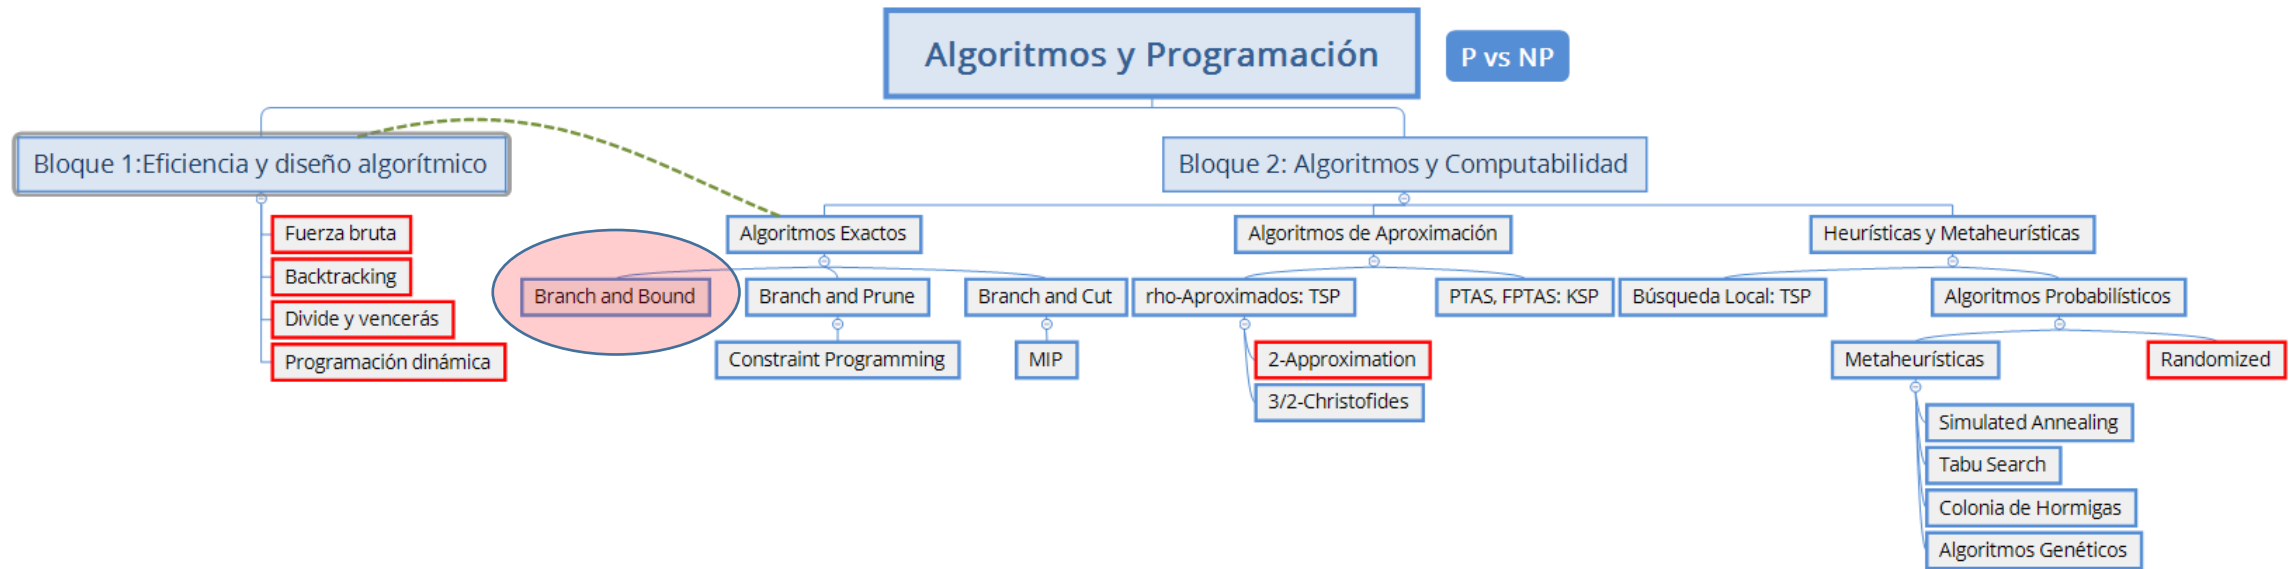 Algoritmos y Programación
P vs NP
Bloque 1:Eficiencia y diseño algorítmico
Bloque 2: Algoritmos y Computabilidad
Fuerza bruta
Backtracking
Divide y vencerás
Programación dinámica
Algoritmos Exactos
Algoritmos de Aproximación
Heurísticas y Metaheurísticas
Branch and Bound
Branch and Prune
Branch and Cut
rho-Aproximados: TSP
PTAS, FPTAS: KSP
Búsqueda Local: TSP
Algoritmos Probabilísticos
Constraint Programming
MIP
2-Approximation
3/2-Christofides
Metaheurísticas
Randomized
Simulated Annealing
Tabu Search
Colonia de Hormigas
Algoritmos Genéticos